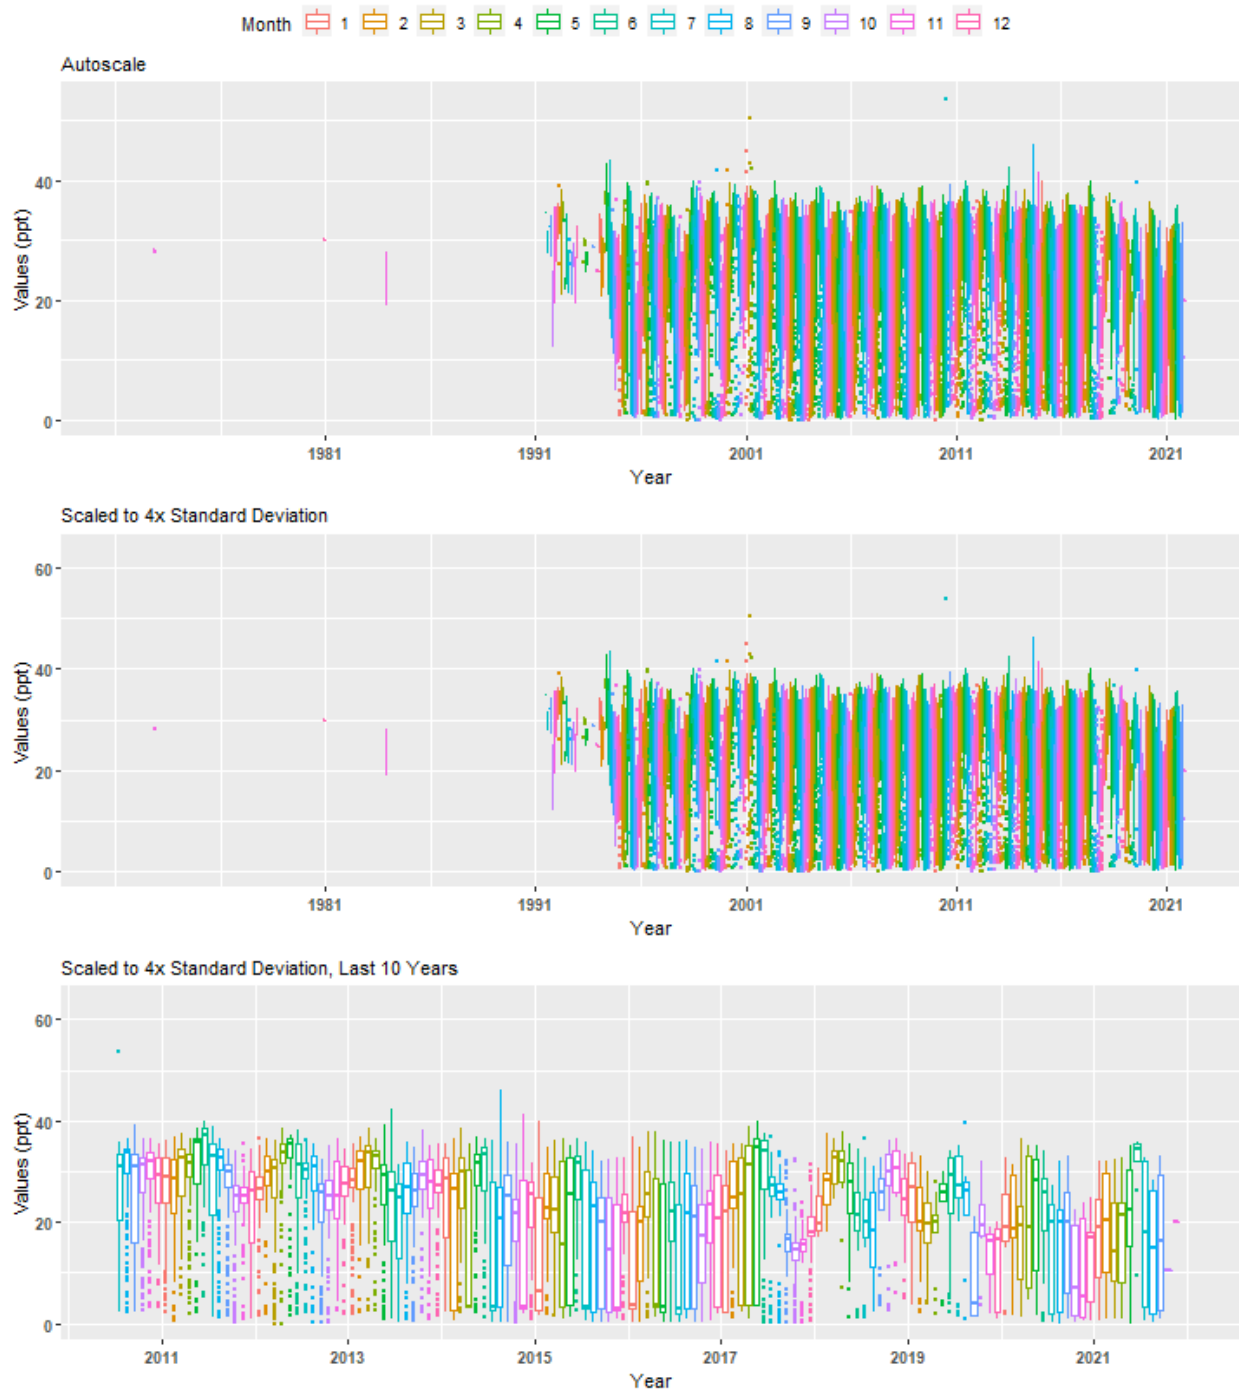 Month 1 2 3 4 5 6 7 8 9 10 11 12
Autoscale
Values (ppt)
40
20
0
1981 1991 2001 2011 2021
Year
Scaled to 4x Standard Deviation
Values (ppt)
60
40
20
0
1981 1991 2001 2011 2021
Year
Scaled to 4x Standard Deviation, Last 10 Years
Values (ppt)
60
40
20
0
2011 2013 2015 2017 2019 2021
Year